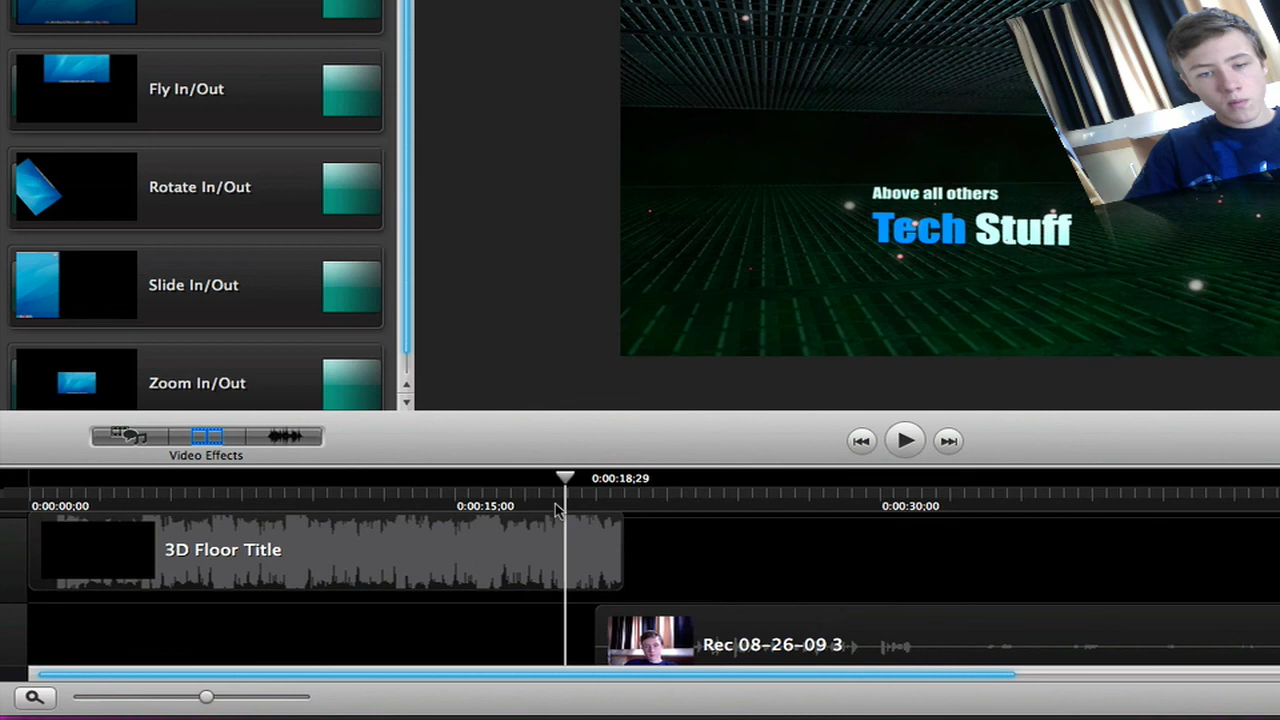 Fly In/Out
Rotate In/Out
Slide In/Out
Zoom In/Out
Above all others
Tech Stuff
Video Effects
0:00:18;29
0:00:00;00
0:00:15;00
0:00:30;00
3D Floor Title
Rec 08-26-09 3